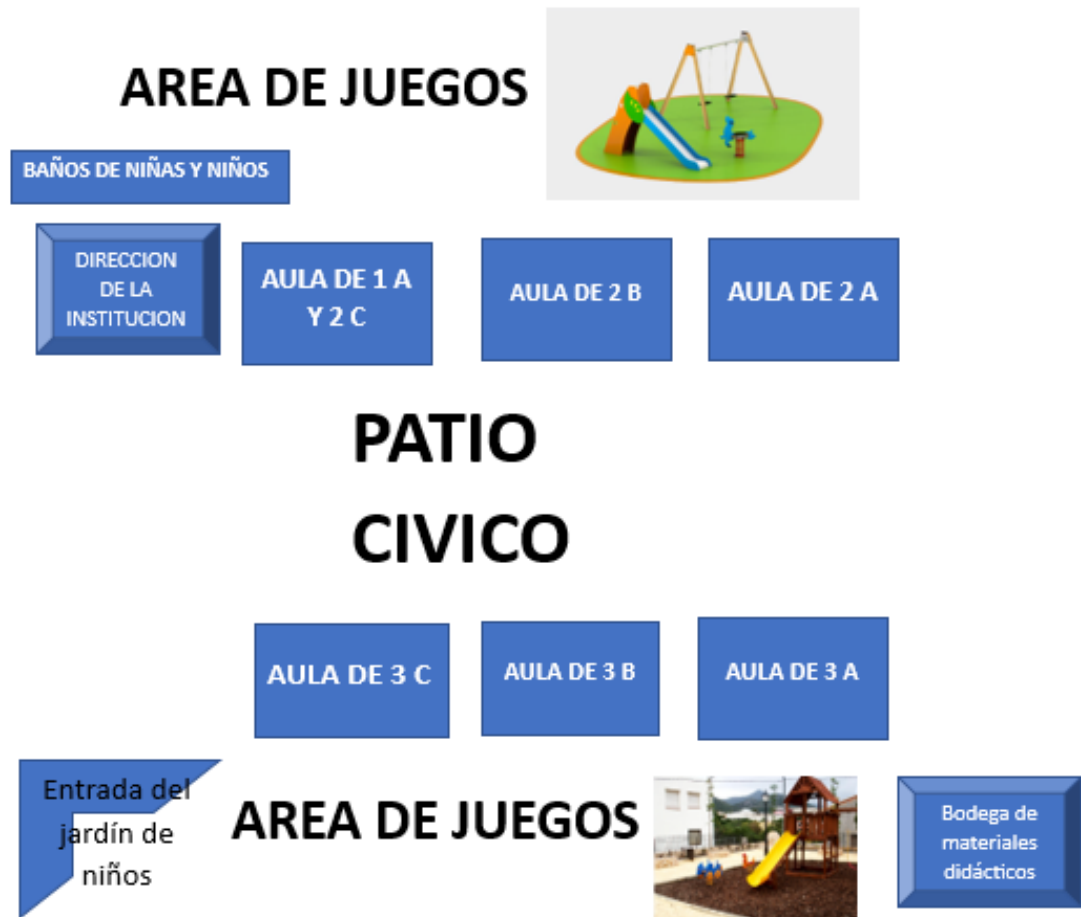 AREA DE JUEGOS
BAÑOS DE NIÑAS Y NIÑOS
DIRECCION
DE LA
INSTITUCION
AULA DE 1 A
Y 2 C
AULA DE 2 B
AULA DE 2 A
PATIO
CIVICO
AULA DE 3 C
AULA DE 3 B
AULA DE 3 A
Entrada del
jardín de
niños
AREA DE JUEGOS
Bodega de
materiales
didácticos